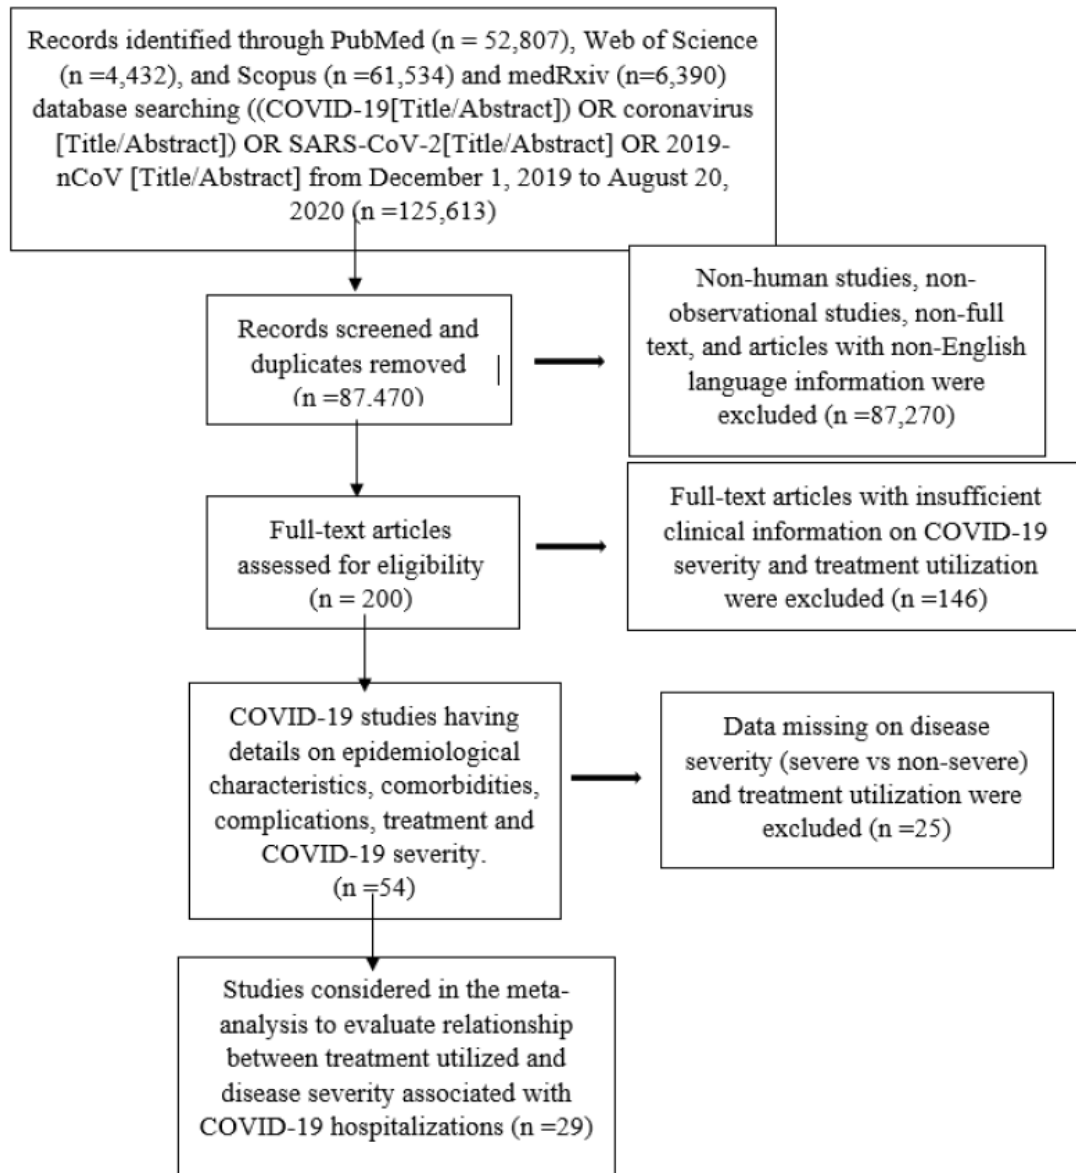 Records identified through PubMed (n = 52,807), Web of Science
(n =4,432), and Scopus (n =61,534) and medRxiv (n=6,390)
database searching ((COVID-19[Title/Abstract]) OR coronavirus
[Title/Abstract]) OR SARS-CoV-2[Title/Abstract] OR 2019-
nCoV [Title/Abstract] from December 1, 2019 to August 20,
2020 (n =125,613)
Records screened and
duplicates removed
(n =87.470)
Non-human studies, non-
observational studies, non-full
text, and articles with non-English
language information were
excluded (n =87,270)
Full-text articles
assessed for eligibility
(n = 200)
Full-text articles with insufficient
clinical information on COVID-19
severity and treatment utilization
were excluded (n =146)
COVID-19 studies having
details on epidemiological
characteristics, comorbidities,
complications, treatment and
COVID-19 severity.
(n =54)
Data missing on disease
severity (severe vs non-severe)
and treatment utilization were
excluded (n =25)
Studies considered in the meta-
analysis to evaluate relationship
between treatment utilized and
disease severity associated with
COVID-19 hospitalizations (n =29)